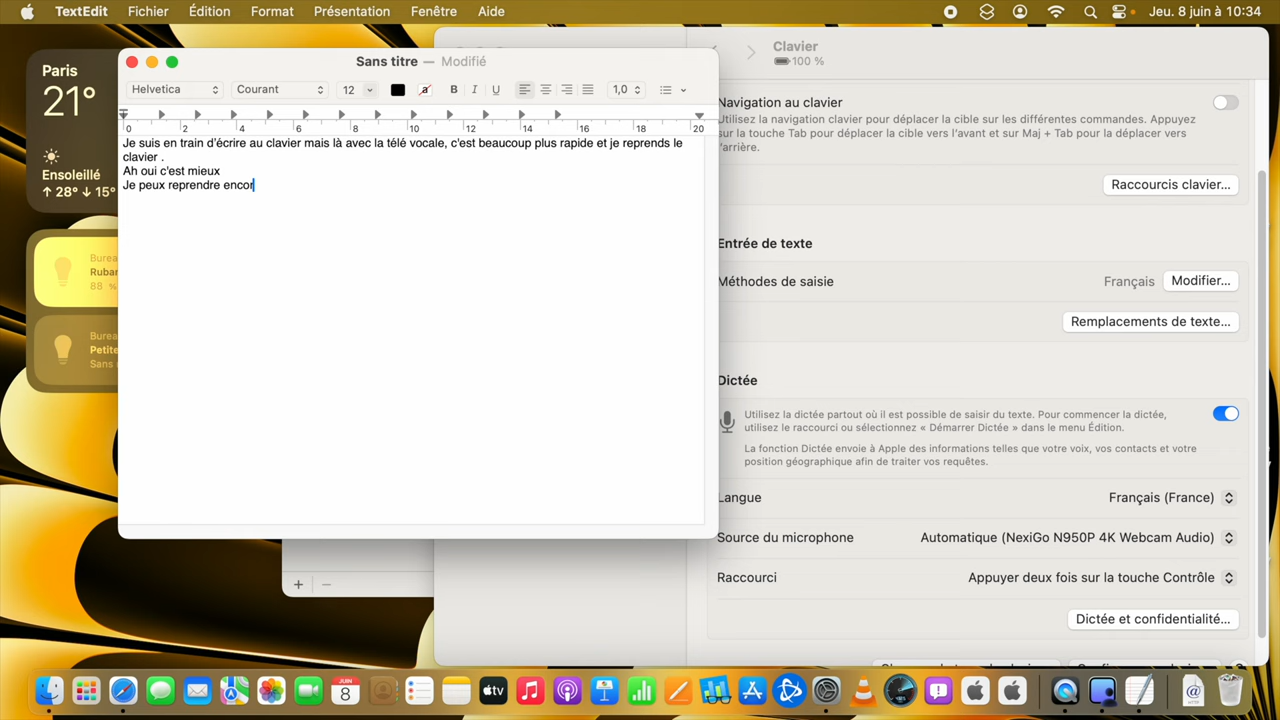 TextEdit Fichier Édition Format Présentation Fenêtre Aide
Jeu. 8 juin à 10:34
Paris
21°
Ensoleillé
↑ 28° ↓ 15°
Burea
Rubar
88 %
Burea
Petite
Sans
Sans titre — Modifié
Helvetica Courant 12 a B I U 1,0
0 2 4 6 8 10 12 14 16 18 20
Je suis en train d'écrire au clavier mais là avec la télé vocale, c'est beaucoup plus rapide et je reprends le
clavier .
Ah oui c'est mieux
Je peux reprendre encor
Clavier
100 %
Navigation au clavier
Utilisez la navigation clavier pour déplacer la cible sur les différentes commandes. Appuyez
sur la touche Tab pour déplacer la cible vers l'avant et sur Maj + Tab pour la déplacer vers
l'arrière.
Raccourcis clavier...
Entrée de texte
Méthodes de saisie Français Modifier...
Remplacements de texte...
Dictée
Utilisez la dictée partout où il est possible de saisir du texte. Pour commencer la dictée,
utilisez le raccourci ou sélectionnez « Démarrer Dictée » dans le menu Édition.
La fonction Dictée envoie à Apple des informations telles que votre voix, vos contacts et votre
position géographique afin de traiter vos requêtes.
Langue Français (France)
Source du microphone Automatique (NexiGo N950P 4K Webcam Audio)
Raccourci Appuyer deux fois sur la touche Contrôle
Dictée et confidentialité...
JUIN
8
tv